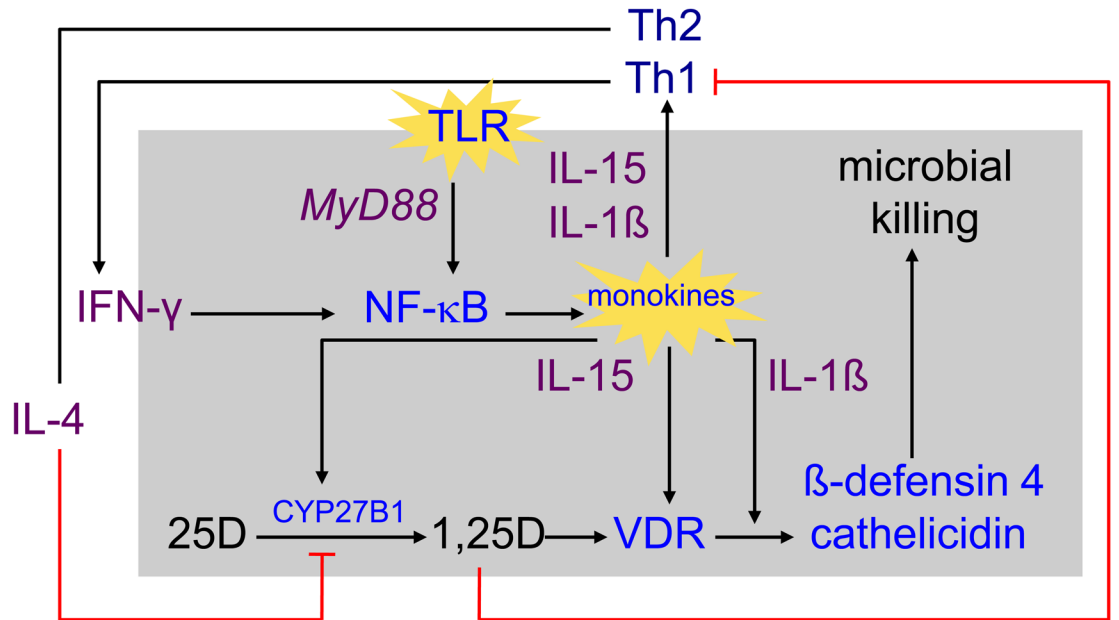 Th2
Th1
TLR
IL-15
IL-1ß
microbial
killing
MyD88
IFN-γ
NF-κB
monokines
IL-15
IL-1ß
IL-4
ß-defensin 4
cathelicidin
CYP27B1
25D
1,25D
VDR